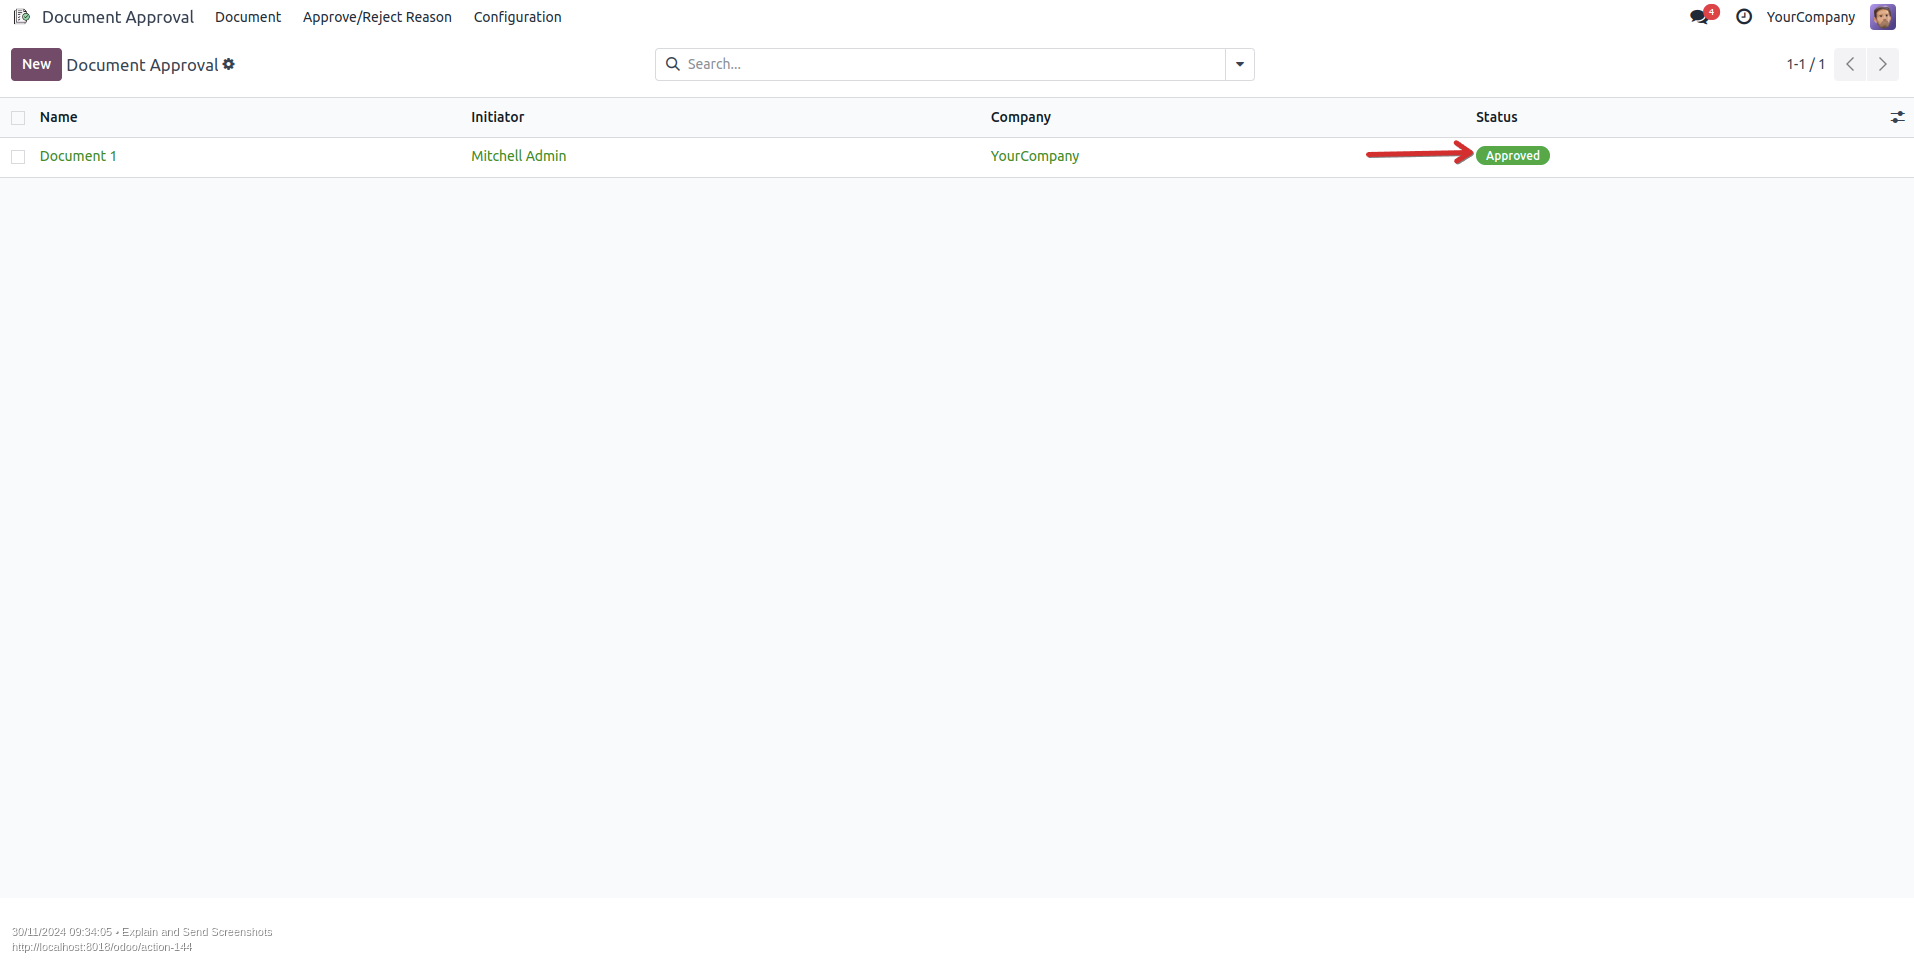 Document Approval Document Approve/Reject Reason Configuration 4 YourCompany
New Document Approval Search... 1-1 / 1
Name Initiator Company Status
Document 1 Mitchell Admin YourCompany Approved
30/11/2024 09:34:05 • Explain and Send Screenshots
http://localhost:8018/odoo/action-144